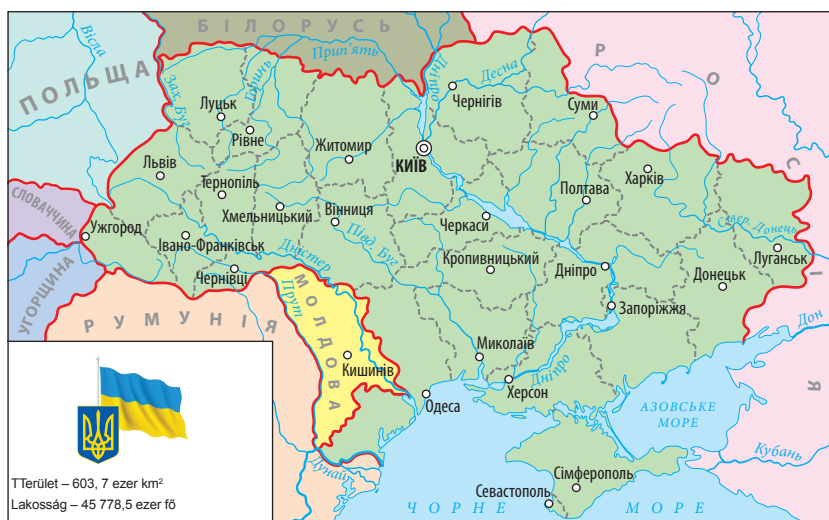 БІЛОРУСЬ
ПОЛЬЩА
РОСІЯ
СЛОВАЧЧИНА
УГОРЩИНА
РУМУНІЯ
МОЛДОВА
Вісла
Зах. Буг
Горинь
Прип'ять
Дніпро
Десна
Луцьк
Рівне
Житомир
КИЇВ
Чернігів
Суми
Львів
Тернопіль
Хмельницький
Вінниця
Полтава
Харків
Ужгород
Івано-Франківськ
Дністер
Півд. Буг
Черкаси
Сівер. Донець
Чернівці
Кропивницький
Дніпро
Луганськ
Донецьк
Прут
Запоріжжя
Дон
Кишинів
Миколаїв
Херсон
Дніпро
Одеса
АЗОВСЬКЕ
МОРЕ
Кубань
Дунай
Сімферополь
Севастополь
ЧОРНЕ МОРЕ
TTerület – 603, 7 ezer km²
Lakosság – 45 778,5 ezer fő